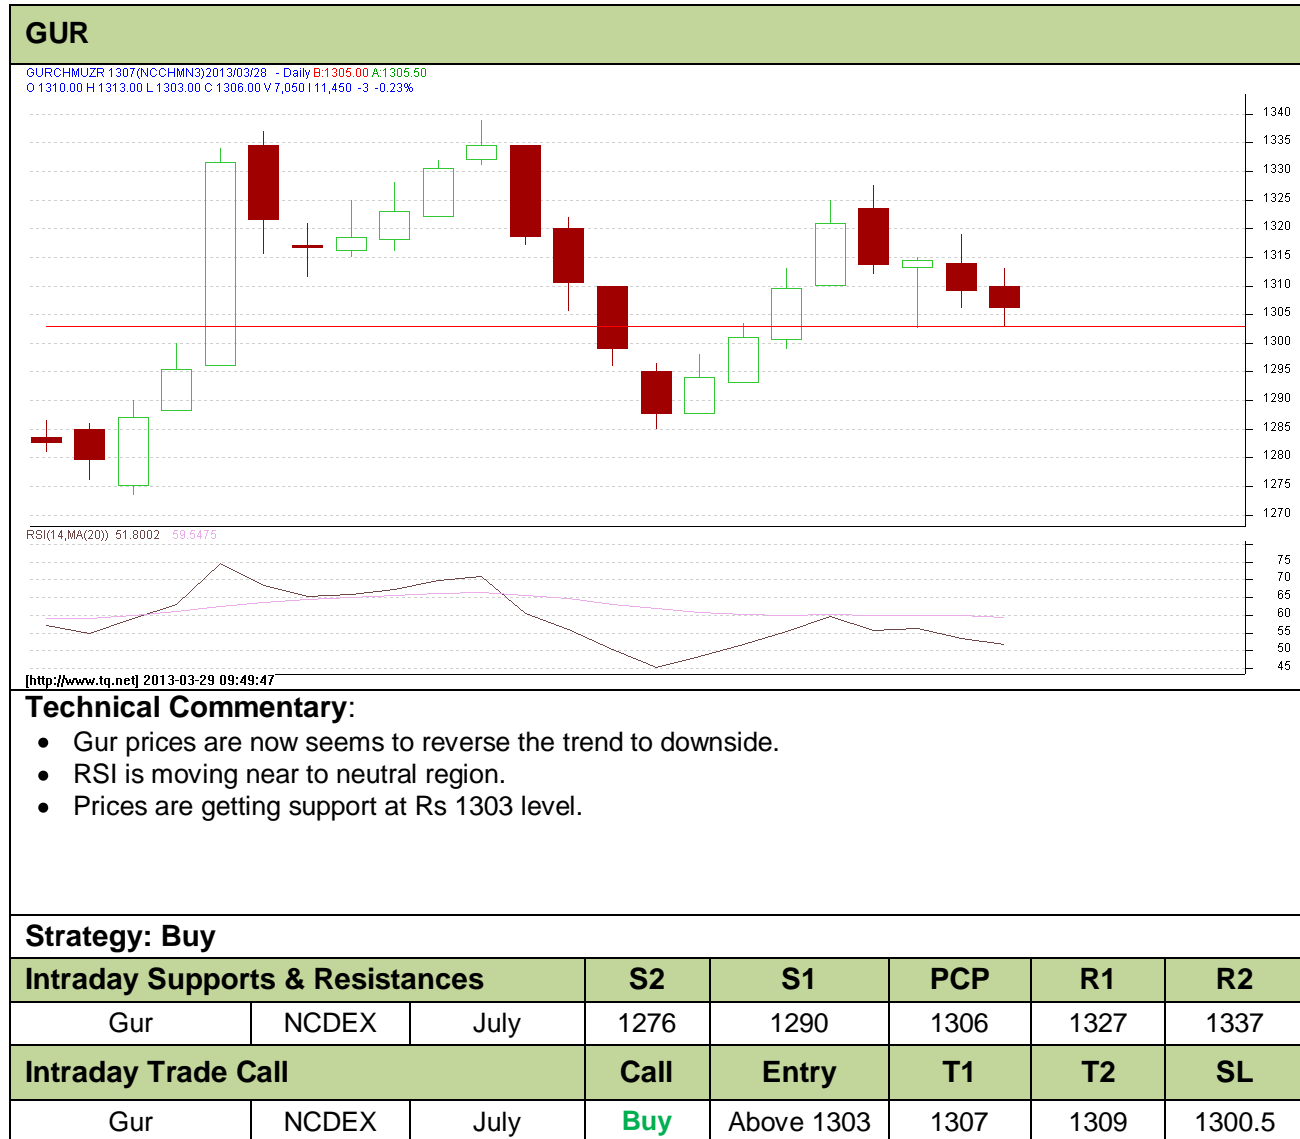 GUR
GURCHMUZR 1307(NCCHMN3)2013/03/28 - Daily B:1305.00 A:1305.50
O 1310.00 H 1313.00 L 1303.00 C 1306.00 V 7,050 I 11,450 -3 -0.23%
1340
1335
1330
1325
1320
1315
1310
1305
1300
1295
1290
1285
1280
1275
1270
RSI(14,MA(20)) 51.8002 59.5475
75
70
65
60
55
50
45
[http://www.tq.net] 2013-03-29 09:49:47
Technical Commentary:
• Gur prices are now seems to reverse the trend to downside.
• RSI is moving near to neutral region.
• Prices are getting support at Rs 1303 level.
Strategy: Buy
Intraday Supports & Resistances S2 S1 PCP R1 R2
Gur NCDEX July 1276 1290 1306 1327 1337
Intraday Trade Call Call Entry T1 T2 SL
Gur NCDEX July Buy Above 1303 1307 1309 1300.5